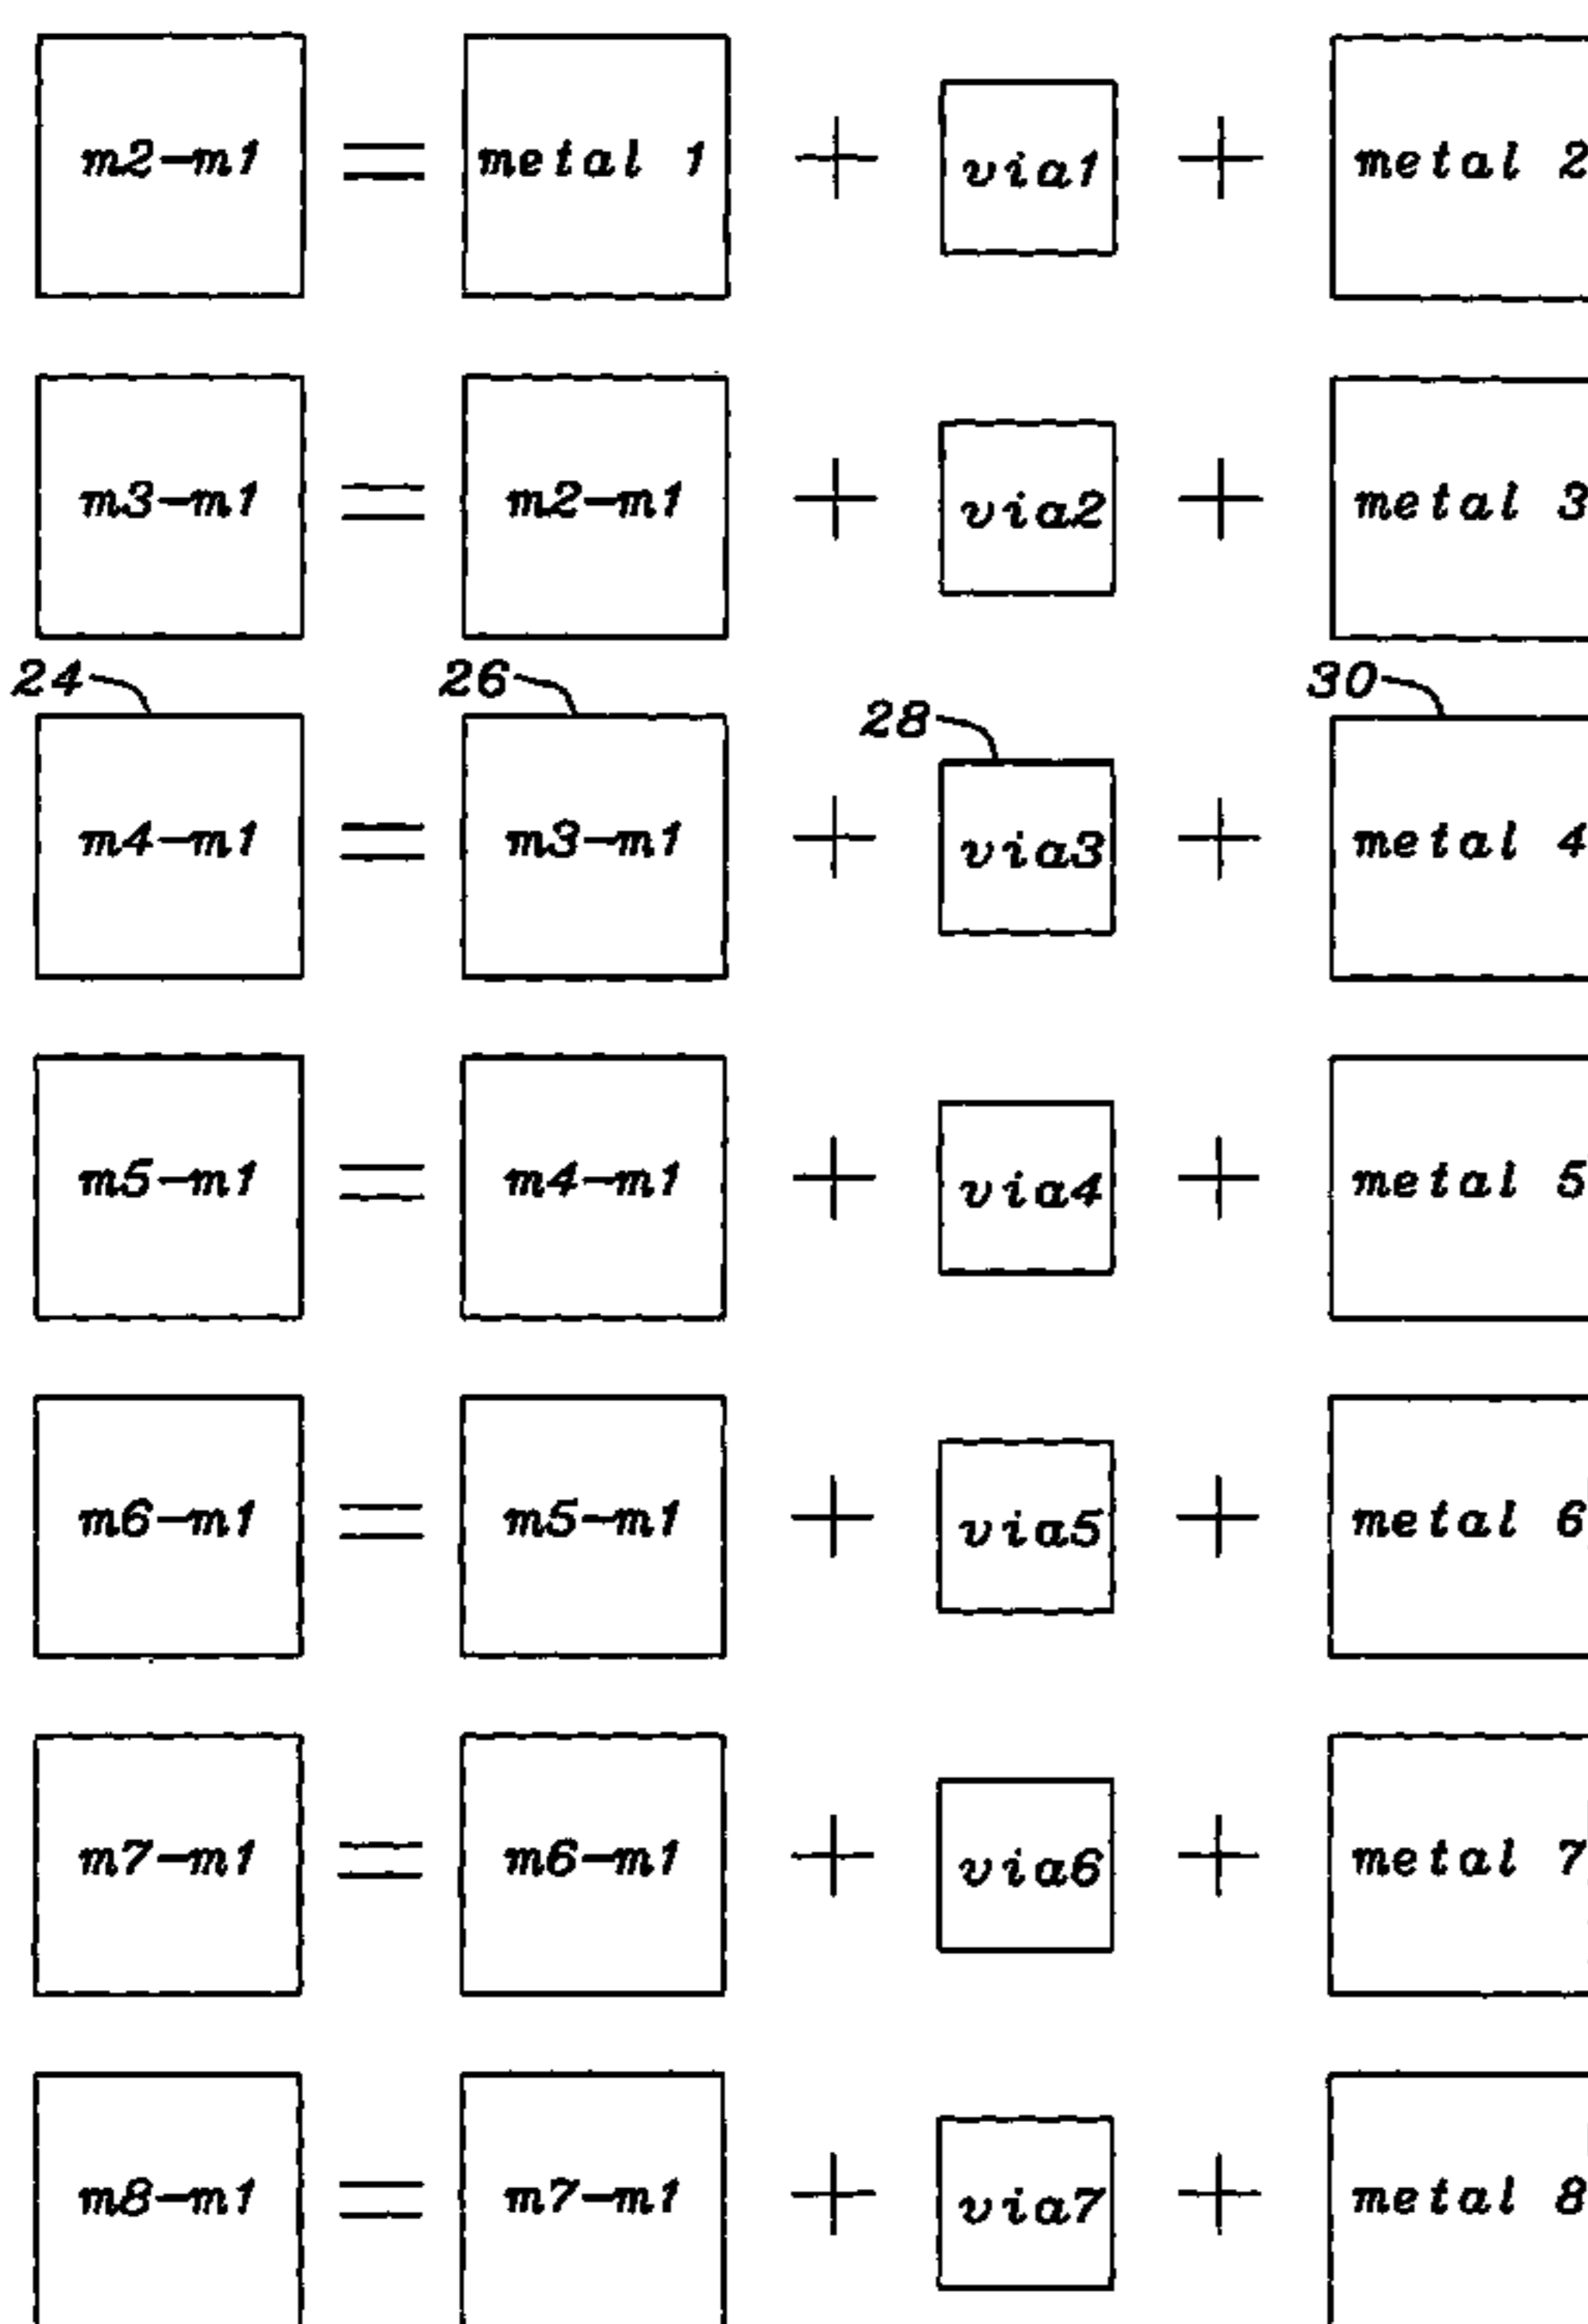 m2-m1 = metal 1 + via1 + metal 2
m3-m1 = m2-m1 + via2 + metal 3
24 26 28 30
m4-m1 = m3-m1 + via3 + metal 4
m5-m1 = m4-m1 + via4 + metal 5
m6-m1 = m5-m1 + via5 + metal 6
m7-m1 = m6-m1 + via6 + metal 7
m8-m1 = m7-m1 + via7 + metal 8